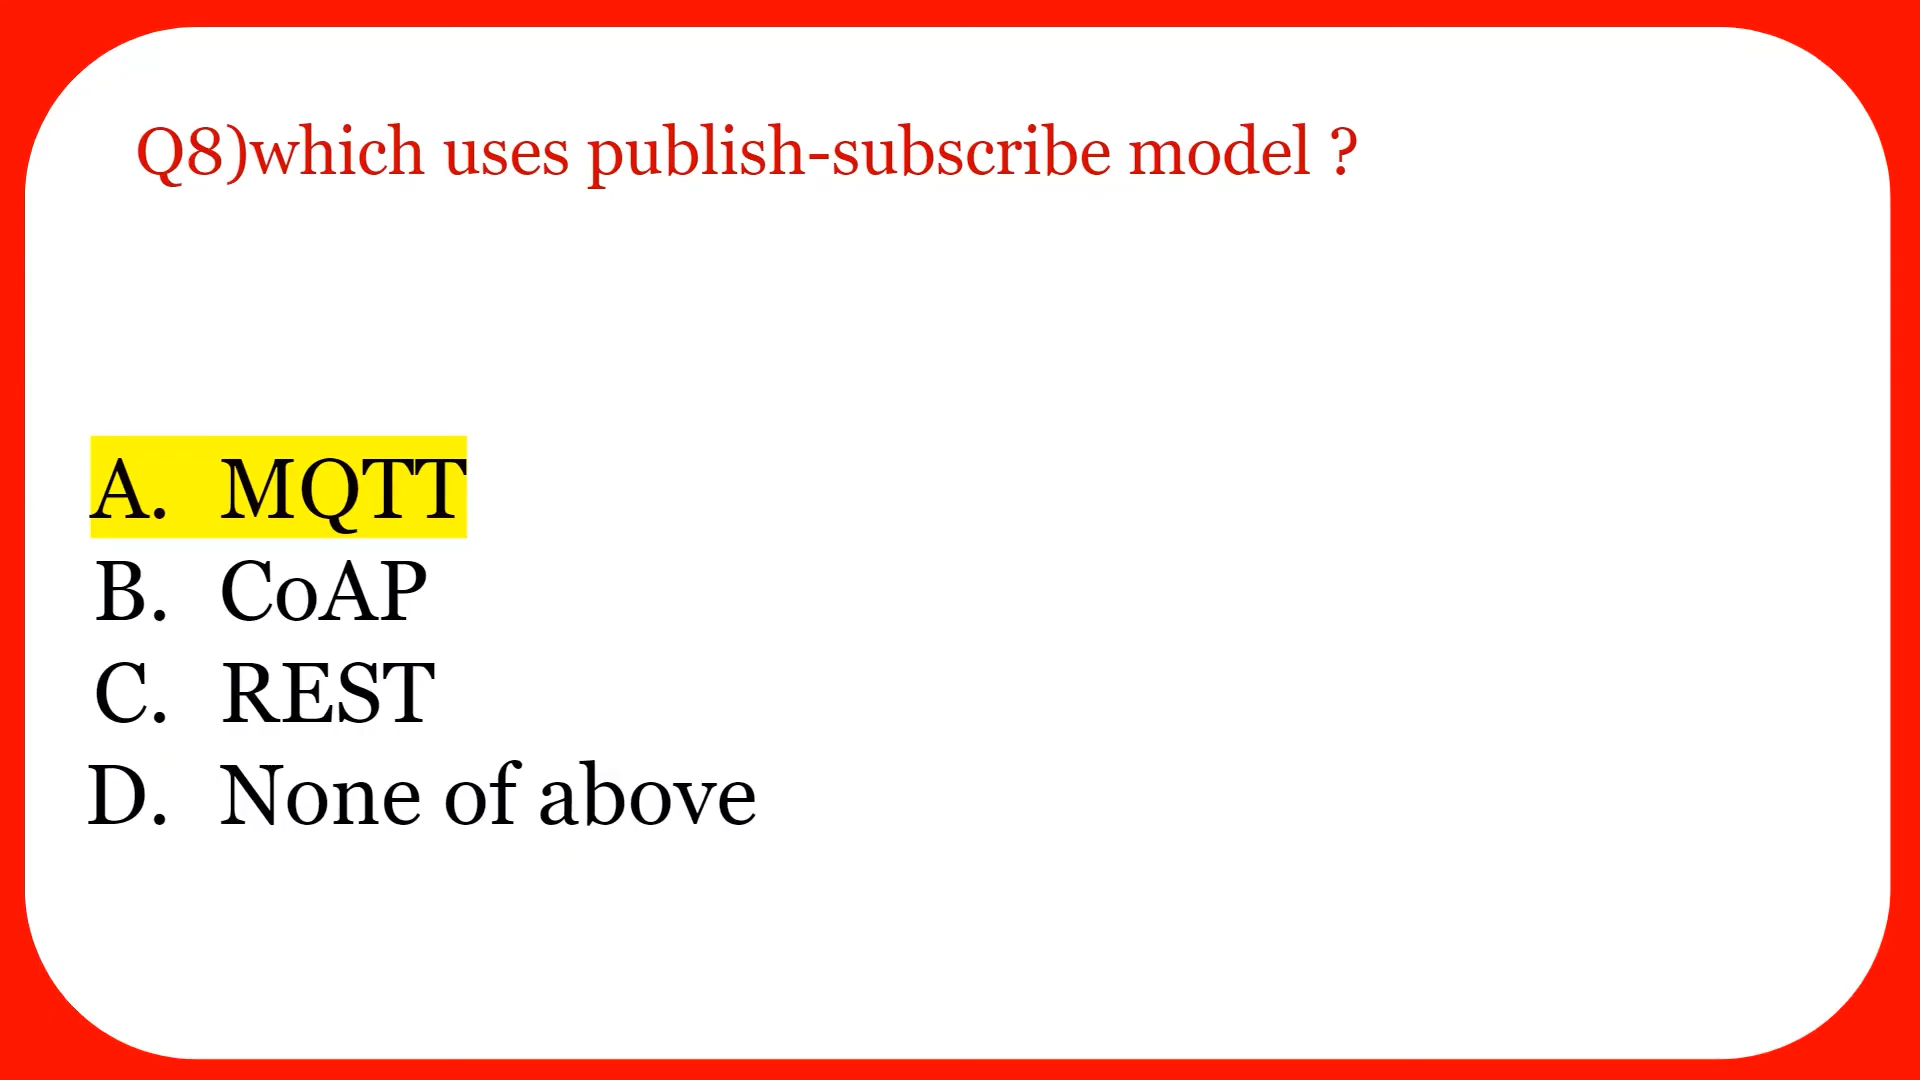 Q8)which uses publish-subscribe model ?
A. MQTT
B. CoAP
C. REST
D. None of above